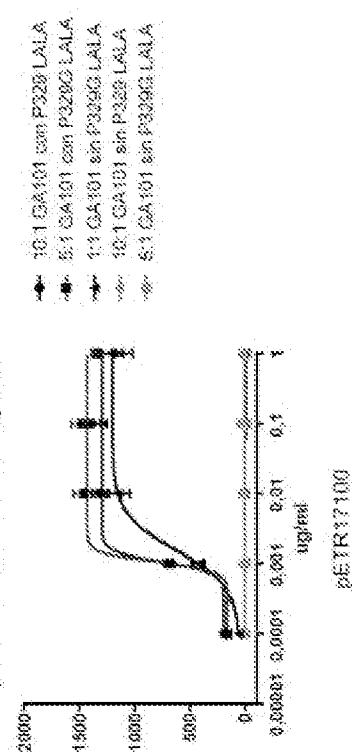 10:1 GA101 con P329 LALA
5:1 GA101 con P329G LALA
1:1 GA101 sin P329G LALA
10:1 GA101 sin P329 LALA
5:1 GA101 sin P329G LALA
2000
1500
1000
500
0
0,00001 0,0001 0,001 0,01 0,1 1
ug/ml
pETR17100